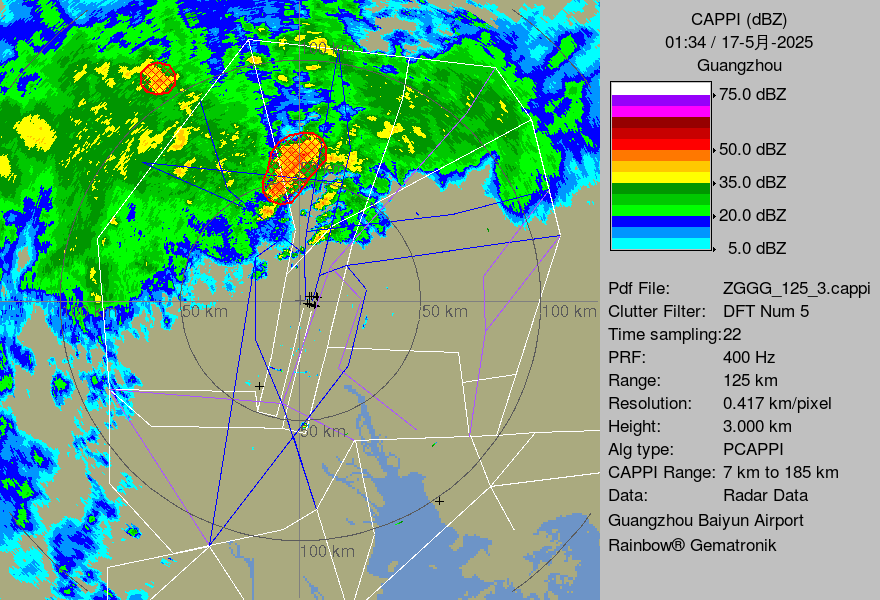 CAPPI (dBZ)
01:34 / 17-5月-2025
Guangzhou
75.0 dBZ
50.0 dBZ
35.0 dBZ
20.0 dBZ
5.0 dBZ
Pdf File: ZGGG_125_3.cappi
Clutter Filter: DFT Num 5
Time sampling:22
PRF: 400 Hz
Range: 125 km
Resolution: 0.417 km/pixel
Height: 3.000 km
Alg type: PCAPPI
CAPPI Range: 7 km to 185 km
Data: Radar Data
Guangzhou Baiyun Airport
Rainbow® Gematronik
100 km
50 km
50 km
100 km
50 km
100 km